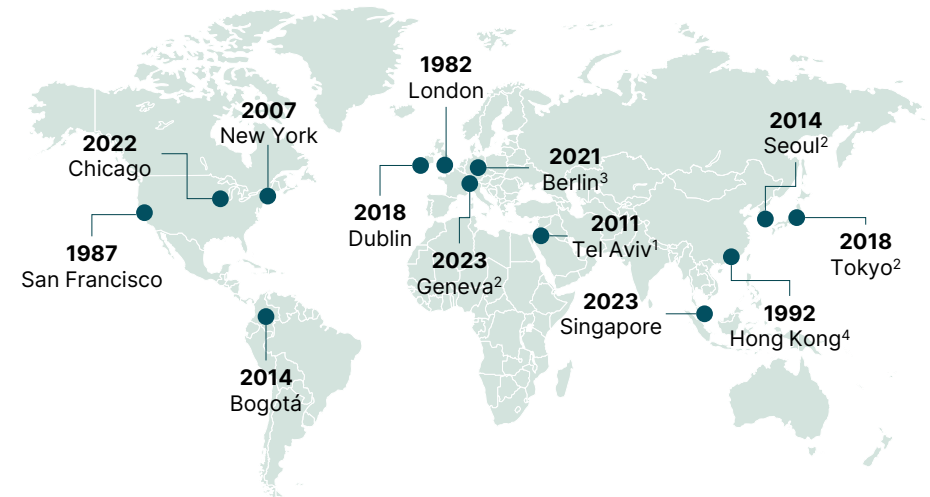 1982
London
2007
New York
2022
Chicago
2014
Seoul²
2021
Berlin³
2018
Dublin
2011
Tel Aviv¹
1987
San Francisco
2023
Geneva²
2018
Tokyo²
2023
Singapore
1992
Hong Kong⁴
2014
Bogotá